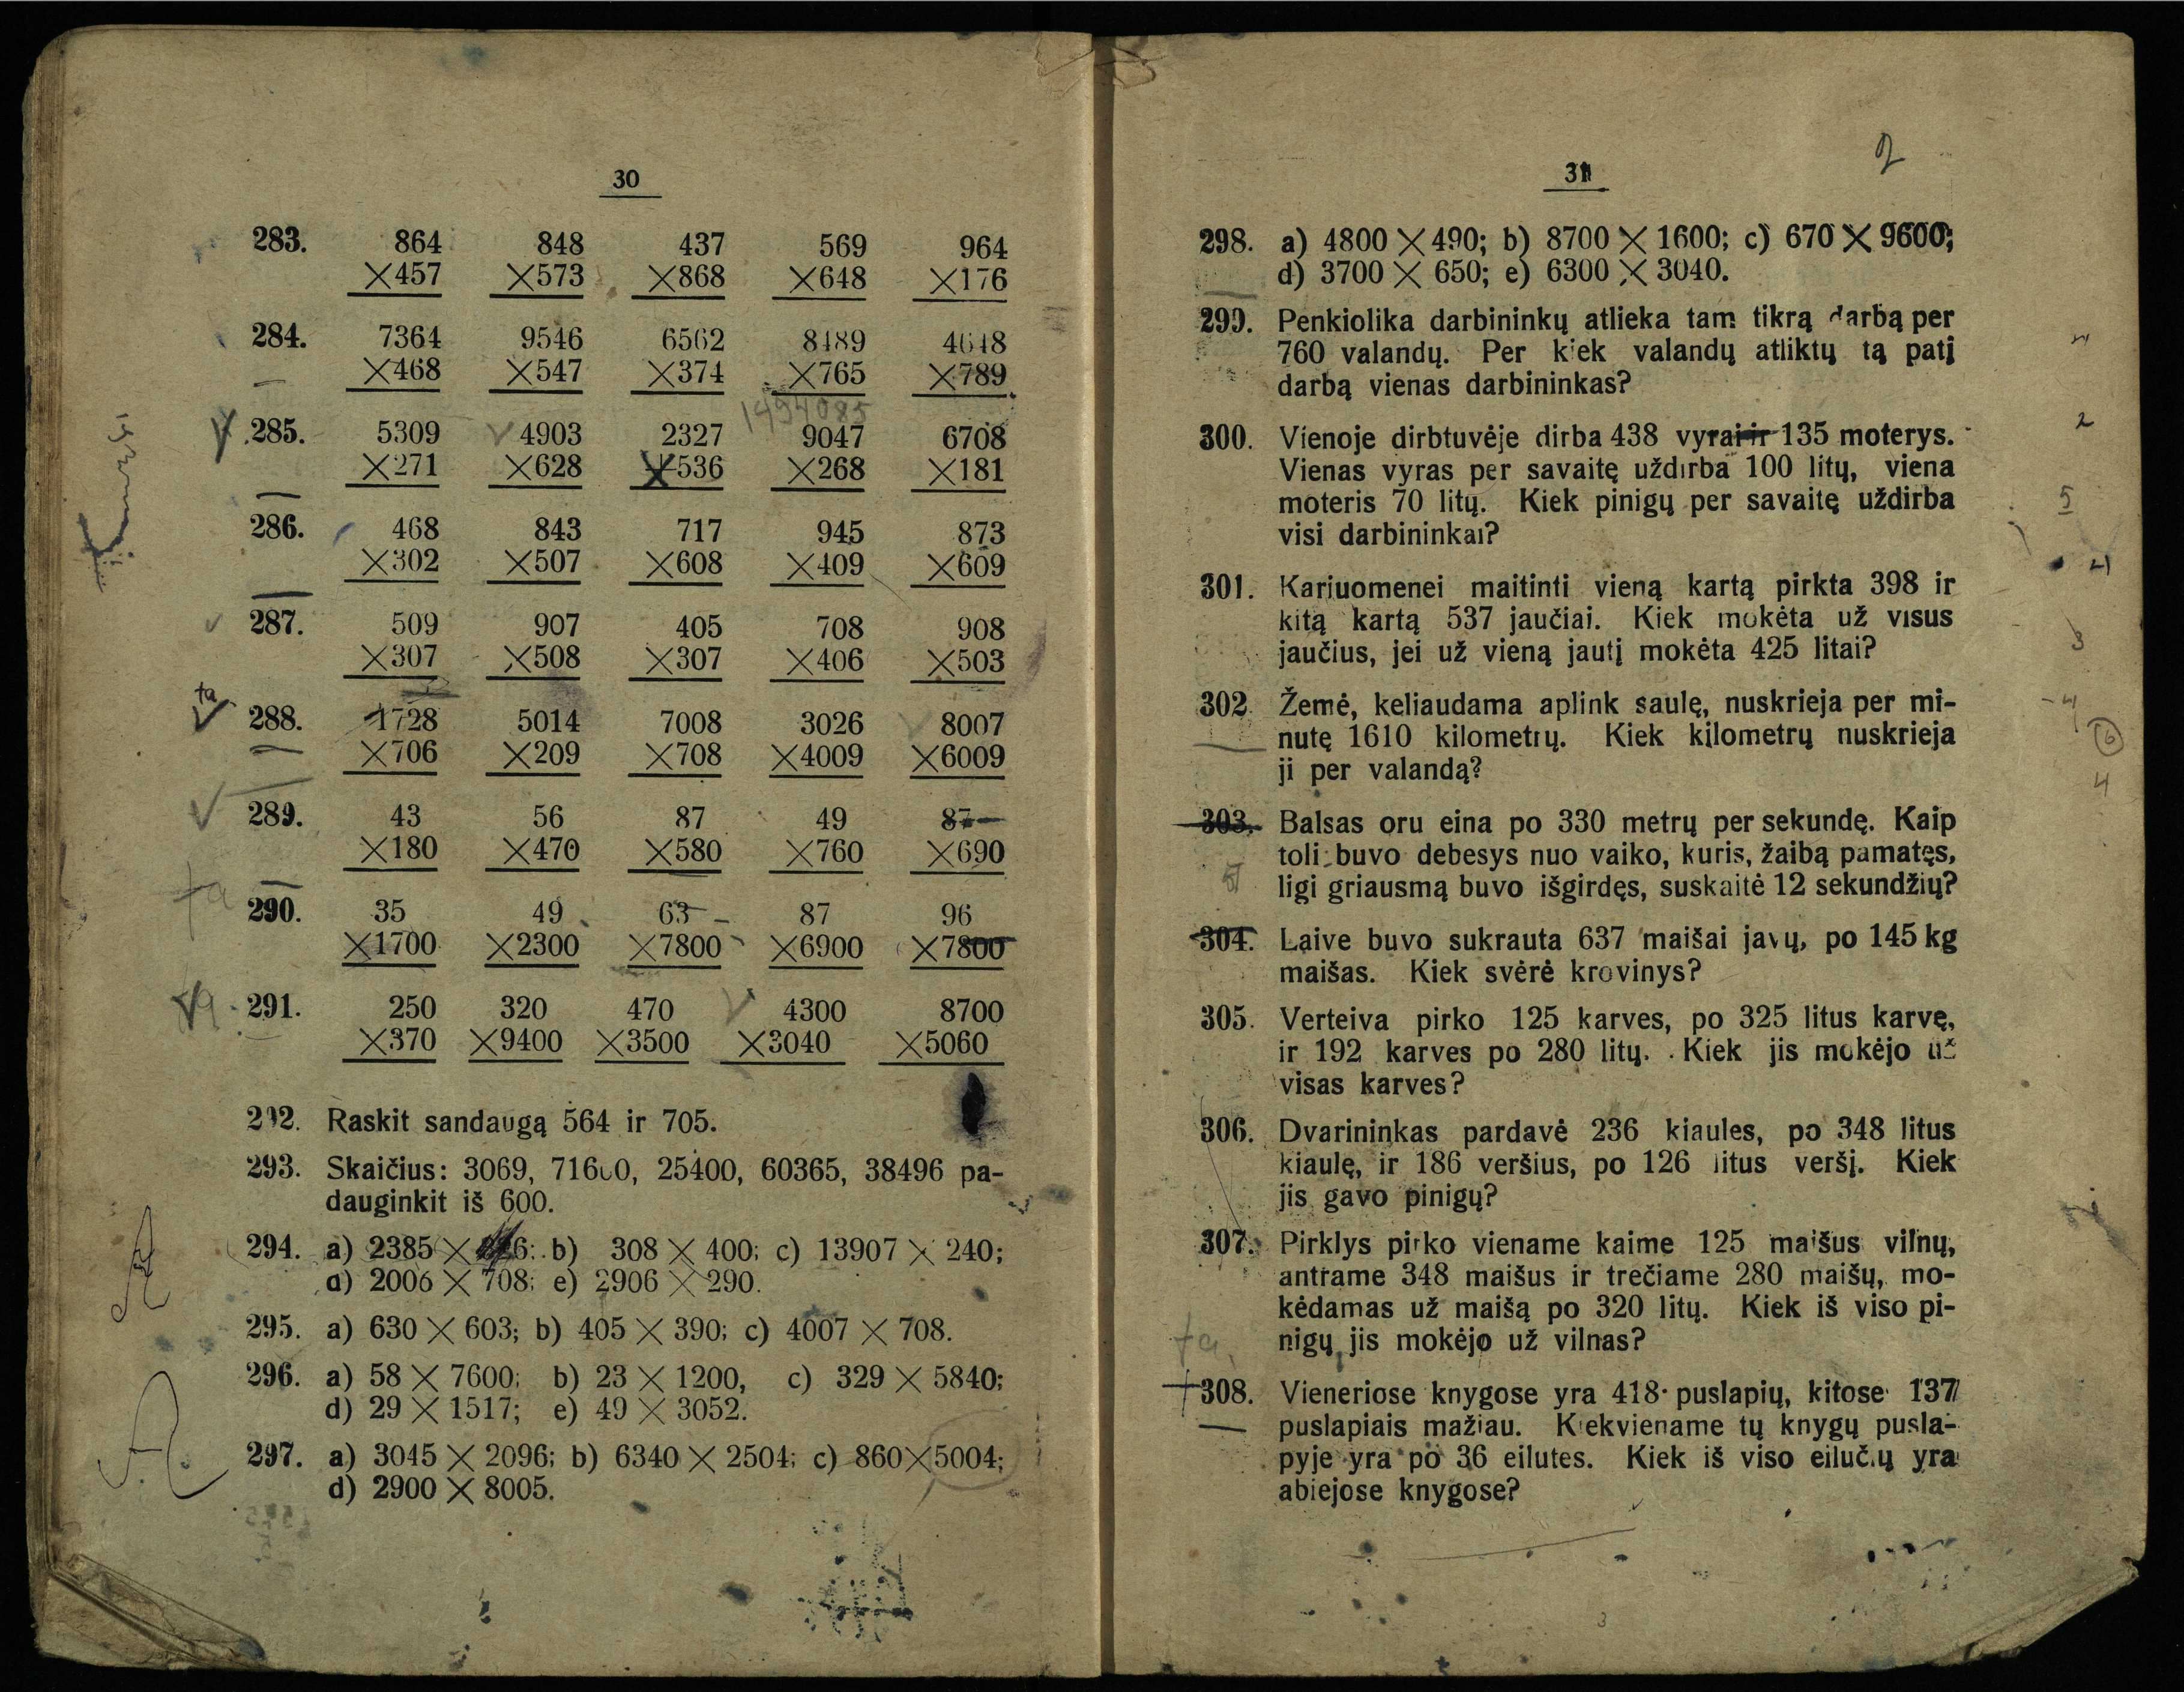 30
283. 864 848 437 569 964
×457 ×573 ×868 ×648 ×176
284. 7364 9546 6562 8489 4648
×468 ×547 ×374 ×765 ×789
285. 5309 4903 2327 9047 6708
×271 ×628 ×536 ×268 ×181
286. 468 843 717 945 873
×302 ×507 ×608 ×409 ×609
287. 509 907 405 708 908
×307 ×508 ×307 ×406 ×503
288. 1728 5014 7008 3026 8007
×706 ×209 ×708 ×4009 ×6009
289. 43 56 87 49 87
×180 ×470 ×580 ×760 ×690
290. 35 49 63 87 96
×1700 ×2300 ×7800 ×6900 ×7800
291. 250 320 470 4300 8700
×370 ×9400 ×3500 ×3040 ×5060
292. Raskit sandaugą 564 ir 705.
293. Skaičius: 3069, 25400, 60365, 38496 pa-
dauginkit iš 600.
294. a) 2385 × b) 308 × 400; c) 13907 × 240;
d) 2006 × 708; e) 2906 × 290.
295. a) 630 × 603; b) 405 × 390; c) 4007 × 708.
296. a) 58 × 7600; b) 23 × 1200, c) 329 × 5840;
d) 29 × 1517; e) 49 × 3052.
297. a) 3045 × 2096; b) 6340 × 2504; c) 860×5004;
d) 2900 × 8005.
31
298. a) 4800 × 490; b) 8700 × 1600; c) 670 × 9600;
d) 3700 × 650; e) 6300 × 3040.
299. Penkiolika darbininkų atlieka tam tikrą darbą per
760 valandų. Per kiek valandų atliktų tą patį
darbą vienas darbininkas?
300. Vienoje dirbtuvėje dirba 438 vyrai ir 135 moterys.
Vienas vyras per savaitę uždirba 100 litų, viena
moteris 70 litų. Kiek pinigų per savaitę uždirba
visi darbininkai?
301. Kariuomenei maitinti vieną kartą pirkta 398 ir
kitą kartą 537 jaučiai. Kiek mokėta už visus
jaučius, jei už vieną jautį mokėta 425 litai?
302 Žemė, keliaudama aplink saulę, nuskrieja per mi-
nutę 1610 kilometrų. Kiek kilometrų nuskrieja
ji per valandą?
303. Balsas oru eina po 330 metrų per sekundę. Kaip
toli buvo debesys nuo vaiko, kuris, žaibą pamatęs,
ligi griausmą buvo išgirdęs, suskaitė 12 sekundžių?
304. Laive buvo sukrauta 637 maišai javų, po 145 kg
maišas. Kiek svėrė krovinys?
305. Verteiva pirko 125 karves, po 325 litus karvę,
ir 192 karves po 280 litų. Kiek jis mokėjo už
visas karves?
306. Dvarininkas pardavė 236 kiaules, po 348 litus
kiaulę, ir 186 veršius, po 126 litus veršį. Kiek
jis gavo pinigų?
307. Pirklys pirko viename kaime 125 maišus vilnų,
antrame 348 maišus ir trečiame 280 maišų, mo-
kėdamas už maišą po 320 litų. Kiek iš viso pi-
nigų jis mokėjo už vilnas?
308. Vieneriose knygose yra 418 puslapių, kitose 137
puslapiais mažiau. Kiekviename tų knygų pusla-
pyje yra po 36 eilutes. Kiek iš viso eilučių yra
abiejose knygose?